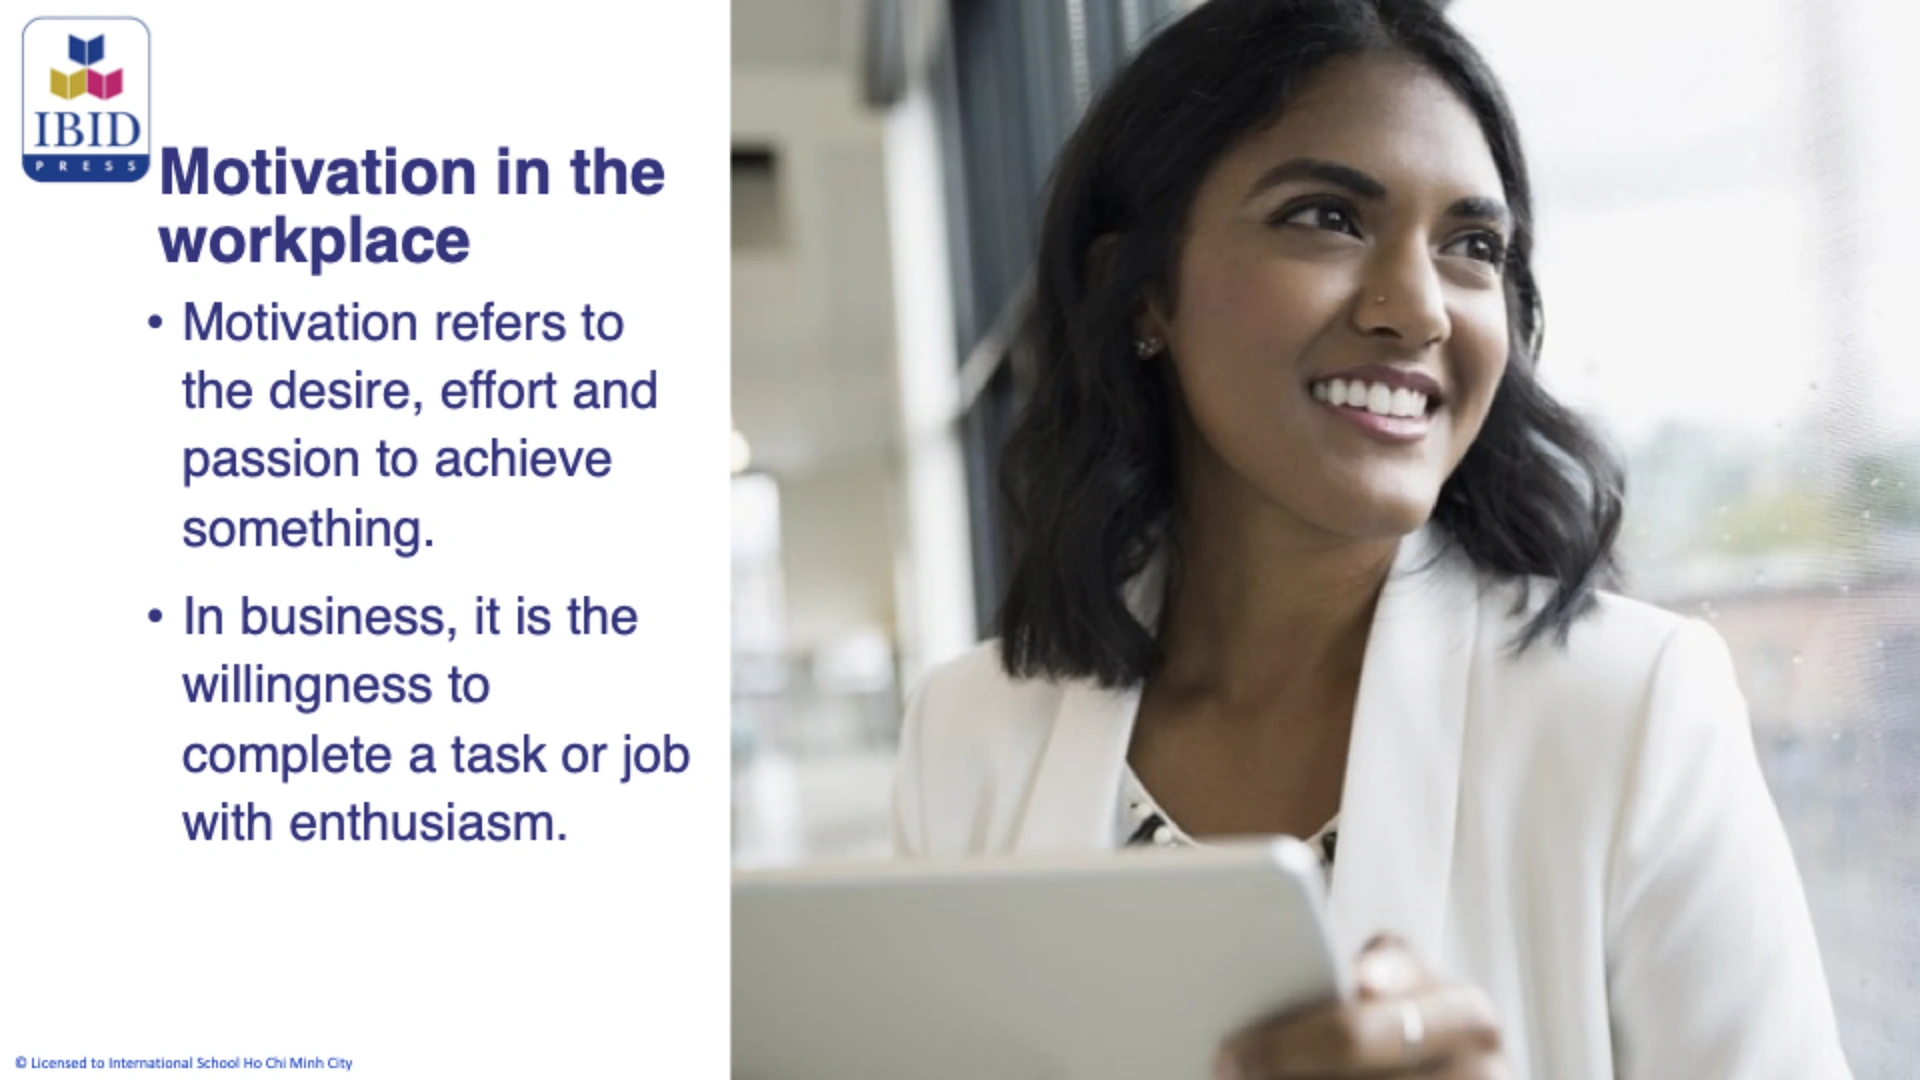 IBID
PRESS
Motivation in the
workplace
• Motivation refers to
the desire, effort and
passion to achieve
something.
• In business, it is the
willingness to
complete a task or job
with enthusiasm.
© Licensed to International School Ho Chi Minh City